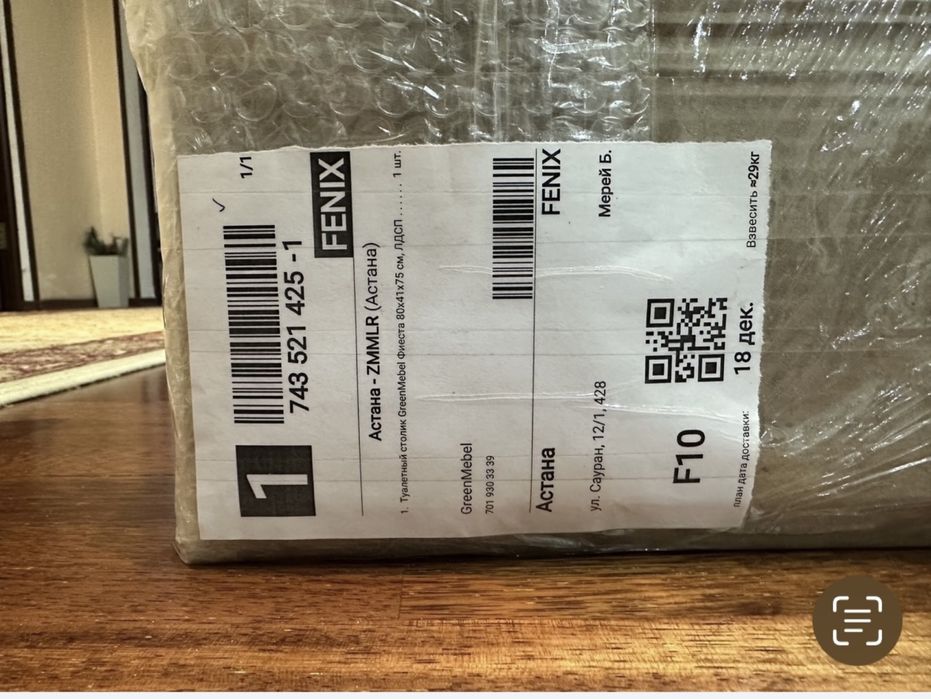 1
743 521 425 -1
✓
1/1
FENIX
Астана - ZMMLR (Астана)
1. Туалетный столик GreenMebel Фиеста 80x41x75 см, ЛДСП ...... 1 шт.
GreenMebel
701 930 33 39
FENIX
Астана
ул. Сауран, 12/1, 428
Мерей Б.
F10
план дата доставки:
18 дек.
Взвесить ≈29кг